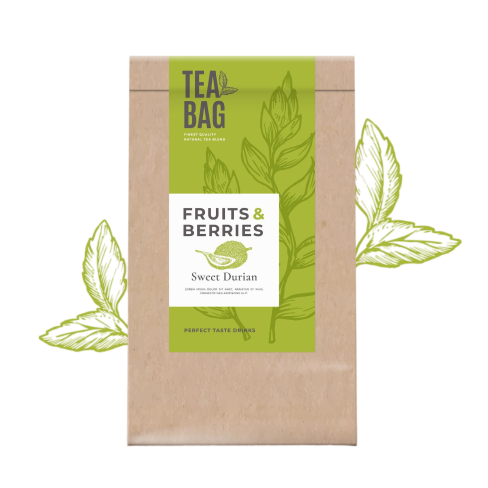 TEA
BAG
FINEST QUALITY
NATURAL TEA BLEND
FRUITS &
BERRIES
Sweet Durian
PERFECT TASTE DRINKS